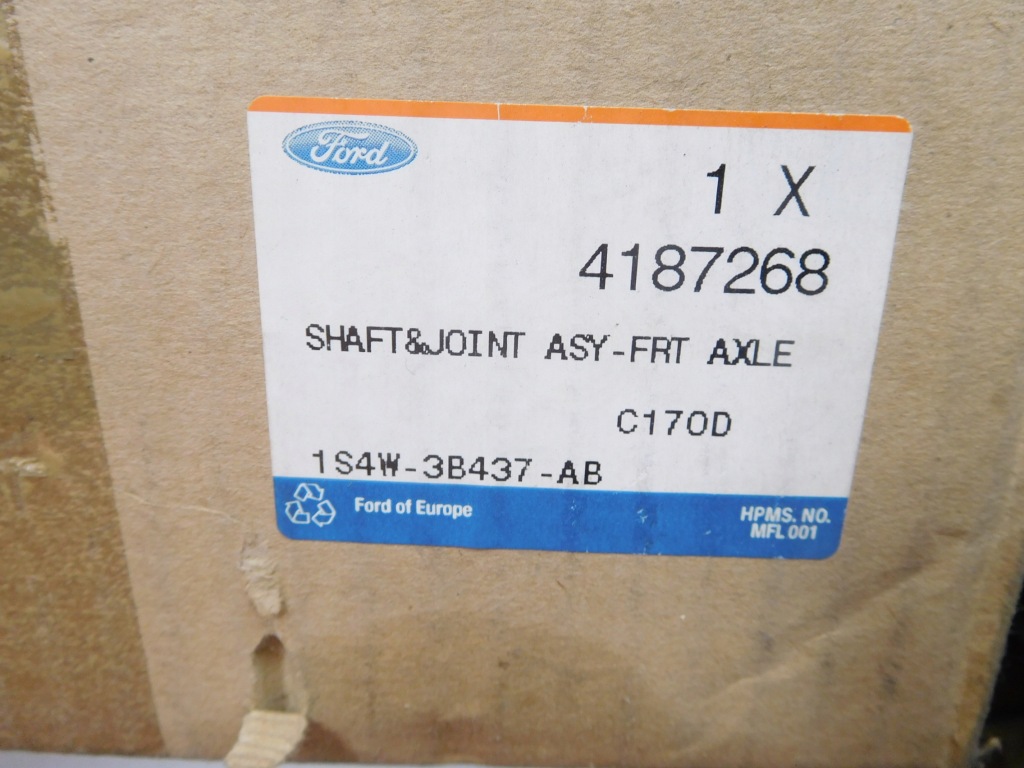 Ford
1 X
4187268
SHAFT&JOINT ASY-FRT AXLE
C170D
1S4W-3B437-AB
Ford of Europe
HPMS. NO.
MFL 001